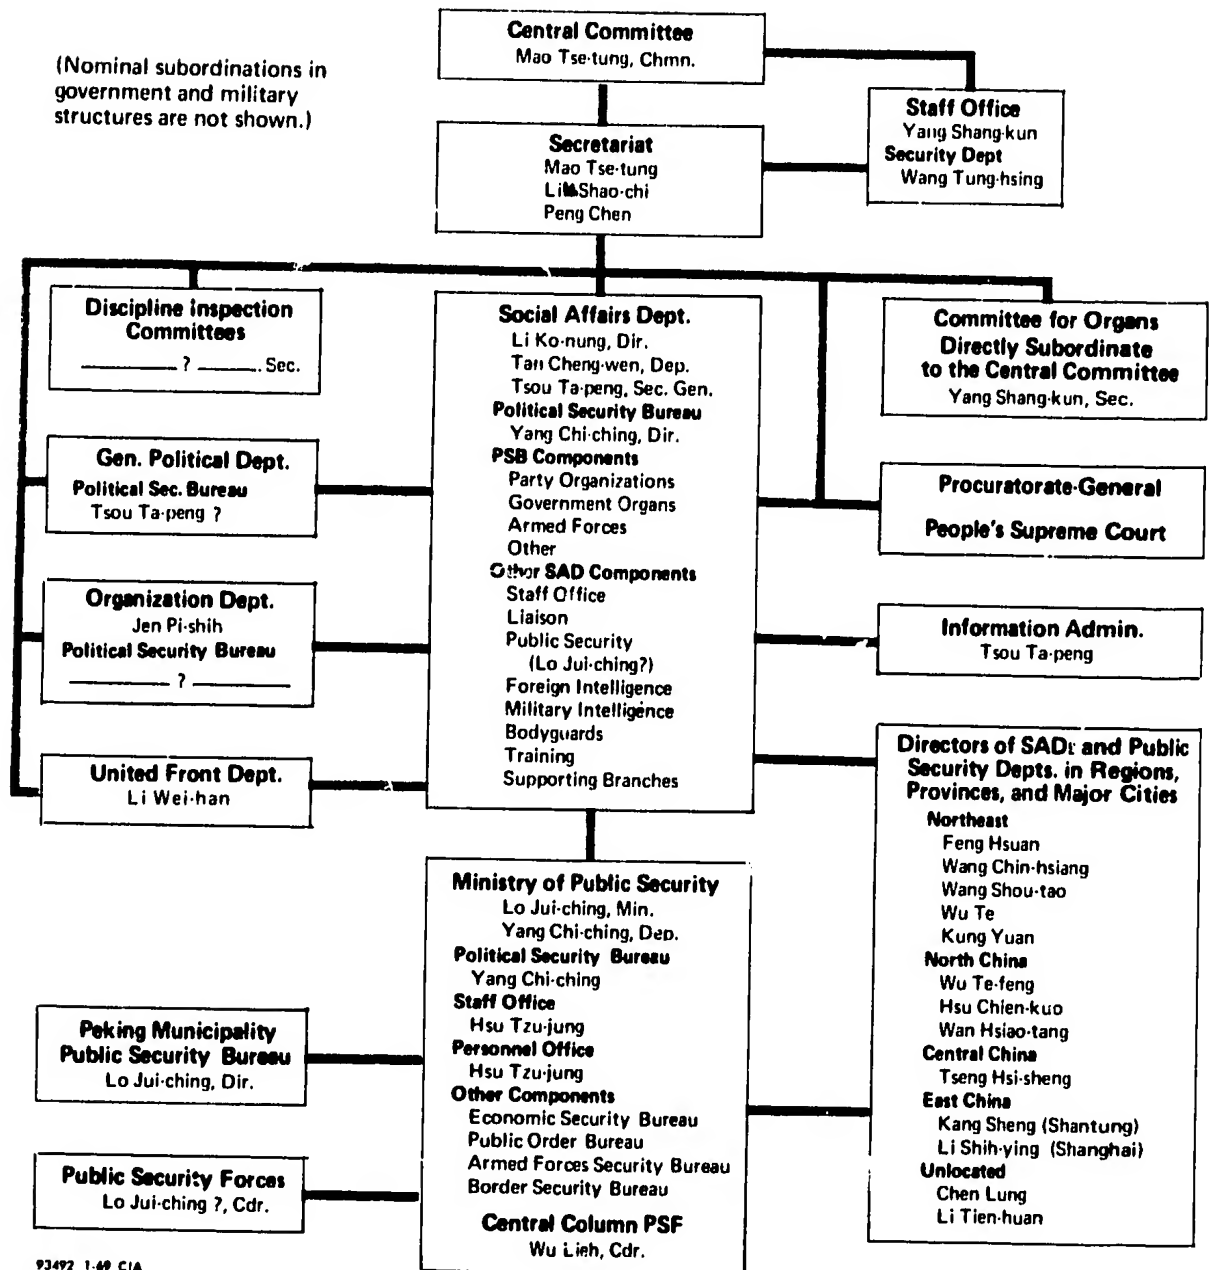 (Nominal subordinations in
government and military
structures are not shown.)
Central Committee
Mao Tse-tung, Chmn.
Staff Office
Yang Shang-kun
Security Dept
Wang Tung-hsing
Secretariat
Mao Tse-tung
Shao-chi
Peng Chen
Discipline Inspection
Committees
? Sec.
Gen. Political Dept.
Political Sec. Bureau
Tsou Ta-peng ?
Organization Dept.
Jen Pi-shih
Political Security Bureau
?
United Front Dept.
Li Wei-han
Social Affairs Dept.
Li Ko-nung, Dir.
Tan Cheng-wen, Dep.
Tsou Ta-peng, Sec. Gen.
Political Security Bureau
Yang Chi-ching, Dir.
PSB Components
Party Organizations
Government Organs
Armed Forces
Other
Other SAD Components
Staff Office
Liaison
Public Security
(Lo Jui-ching?)
Foreign Intelligence
Military Intelligence
Bodyguards
Training
Supporting Branches
Committee for Organs
Directly Subordinate
to the Central Committee
Yang Shang-kun, Sec.
Procuratorate-General
People's Supreme Court
Information Admin.
Tsou Ta-peng
Directors of SADs and Public
Security Depts. in Regions,
Provinces, and Major Cities
Northeast
Feng Hsuan
Wang Chin-hsiang
Wang Shou-tao
Wu Te
Kung Yuan
North China
Wu Te-feng
Hsu Chien-kuo
Wan Hsiao-tang
Central China
Tseng Hsi-sheng
East China
Kang Sheng (Shantung)
Li Shih-ying (Shanghai)
Unlocated
Chen Lung
Li Tien-huan
Ministry of Public Security
Lo Jui-ching, Min.
Yang Chi-ching, Dep.
Political Security Bureau
Yang Chi-ching
Staff Office
Hsu Tzu-jung
Personnel Office
Hsu Tzu-jung
Other Components
Economic Security Bureau
Public Order Bureau
Armed Forces Security Bureau
Border Security Bureau
Central Column PSF
Wu Lieh, Cdr.
Peking Municipality
Public Security Bureau
Lo Jui-ching, Dir.
Public Security Forces
Lo Jui-ching ?, Cdr.
93492 1-69 CIA